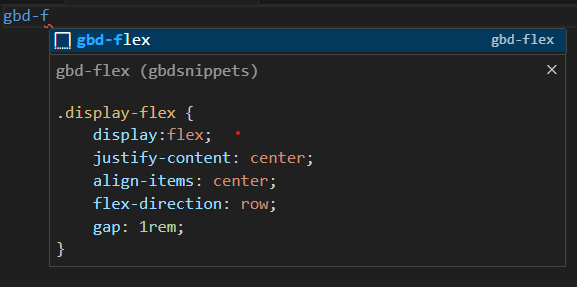 gbd-f
gbd-flex gbd-flex
gbd-flex (gbdsnippets) ×
.display-flex {
    display:flex;
    justify-content: center;
    align-items: center;
    flex-direction: row;
    gap: 1rem;
}